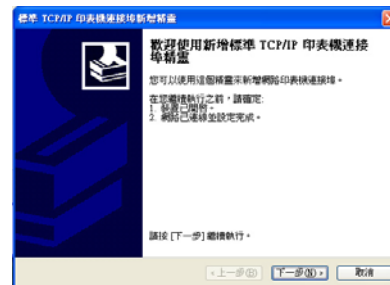 標準 TCP/IP 印表機連接埠新增精靈
歡迎使用新增標準 TCP/IP 印表機連接
埠精靈
您可以使用這個精靈來新增網路印表機連接埠。
在您繼續執行之前，請確定:
1. 裝置已開啟。
2. 網路已連線並設定完成。
請按 [下一步] 繼續執行。
<上一步(B)
下一步(N)>
取消